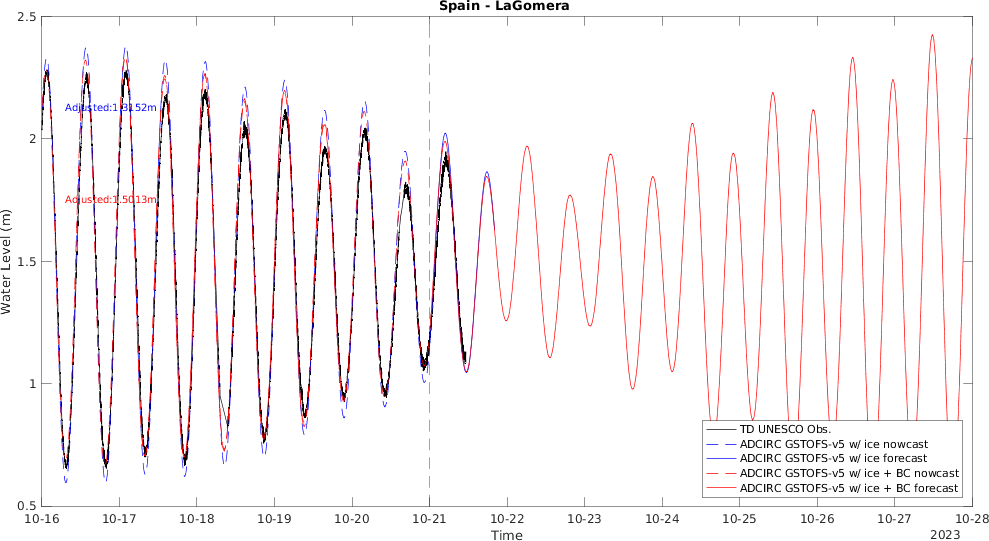 Spain - LaGomera
2.5
2
1.5
1
0.5
Water Level (m)
Adjusted:1.3152m
Adjusted:1.5013m
TD UNESCO Obs.
ADCIRC GSTOFS-v5 w/ ice nowcast
ADCIRC GSTOFS-v5 w/ ice forecast
ADCIRC GSTOFS-v5 w/ ice + BC nowcast
ADCIRC GSTOFS-v5 w/ ice + BC forecast
10-16 10-17 10-18 10-19 10-20 10-21 10-22 10-23 10-24 10-25 10-26 10-27 10-28
Time
2023